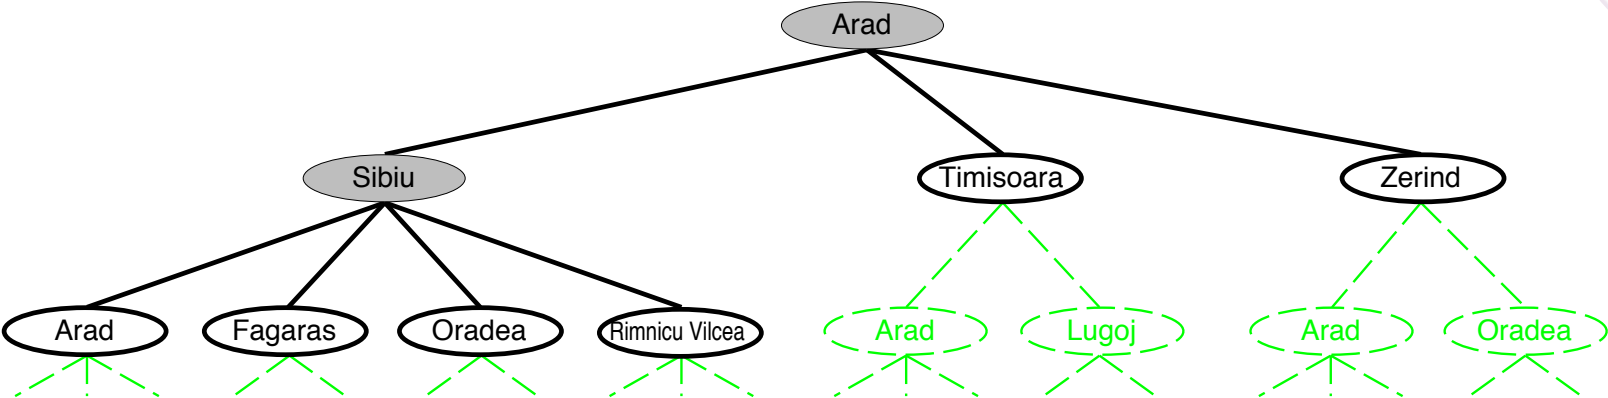 Arad
Sibiu
Timisoara
Zerind
Arad
Fagaras
Oradea
Rimnicu Vilcea
Arad
Lugoj
Arad
Oradea